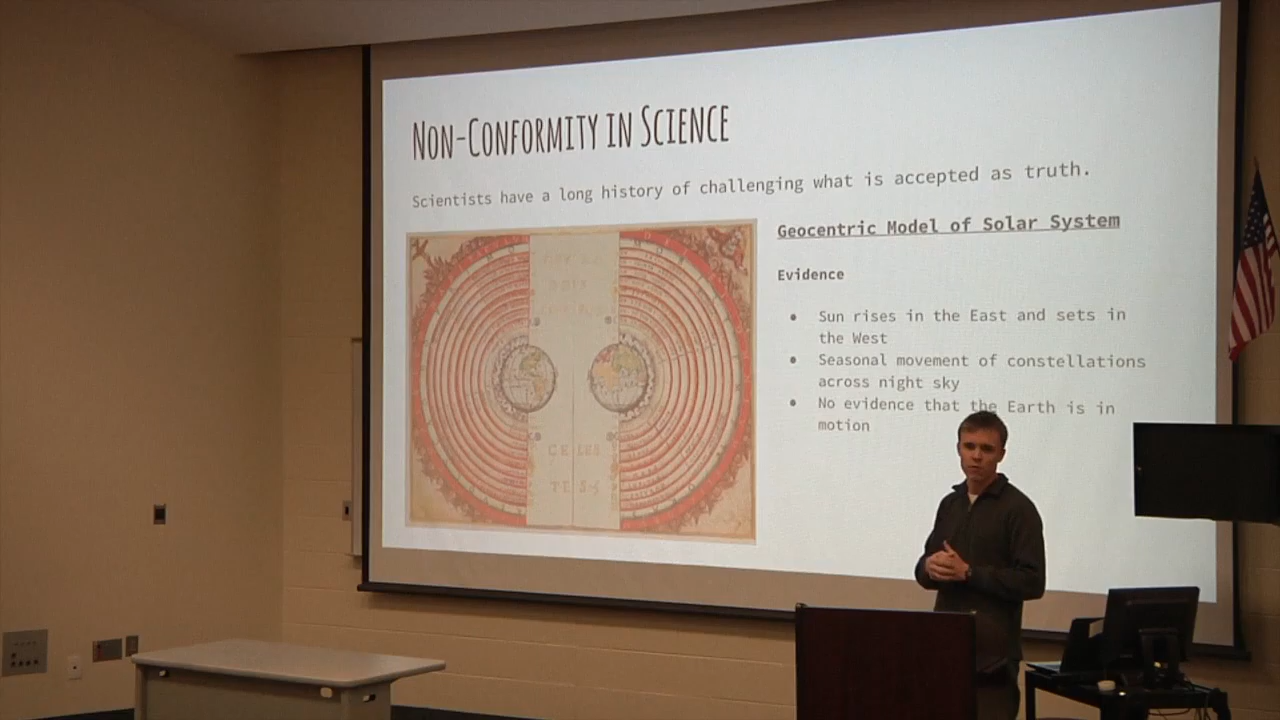 Non-Conformity in Science
Scientists have a long history of challenging what is accepted as truth.
Geocentric Model of Solar System
Evidence
● Sun rises in the East and sets in
the West
● Seasonal movement of constellations
across night sky
● No evidence that the Earth is in
motion